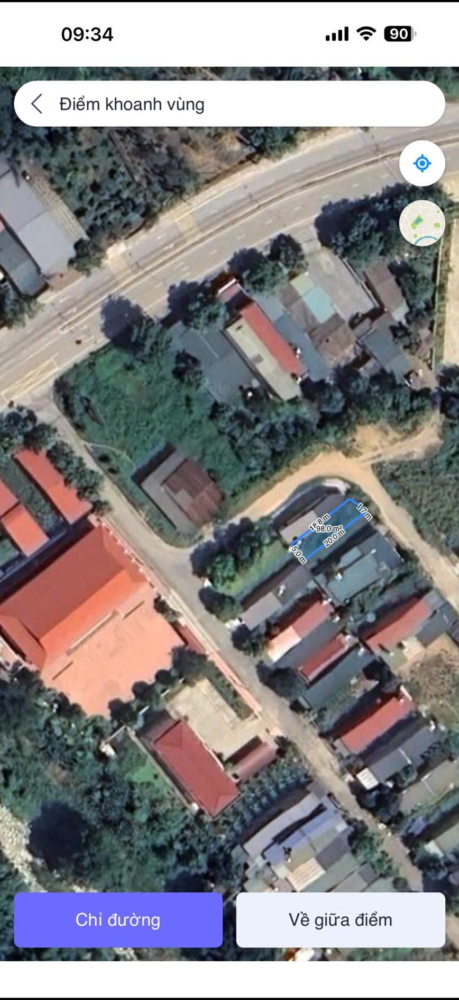 09:34
90
Điểm khoanh vùng
1.7 m
18.8 m
98.0 m²
20.0 m
5.0 m
Chỉ đường
Về giữa điểm